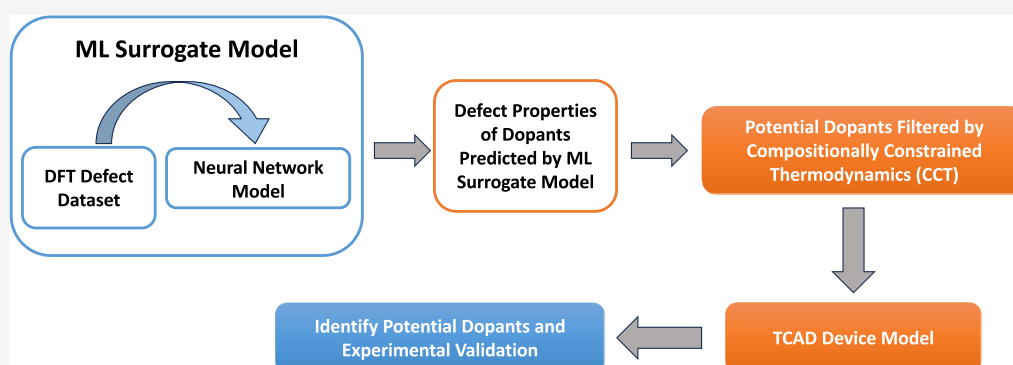 ML Surrogate Model
DFT Defect
Dataset
Neural Network
Model
Defect Properties
of Dopants
Predicted by ML
Surrogate Model
Potential Dopants Filtered by
Compositionally Constrained
Thermodynamics (CCT)
TCAD Device Model
Identify Potential Dopants and
Experimental Validation